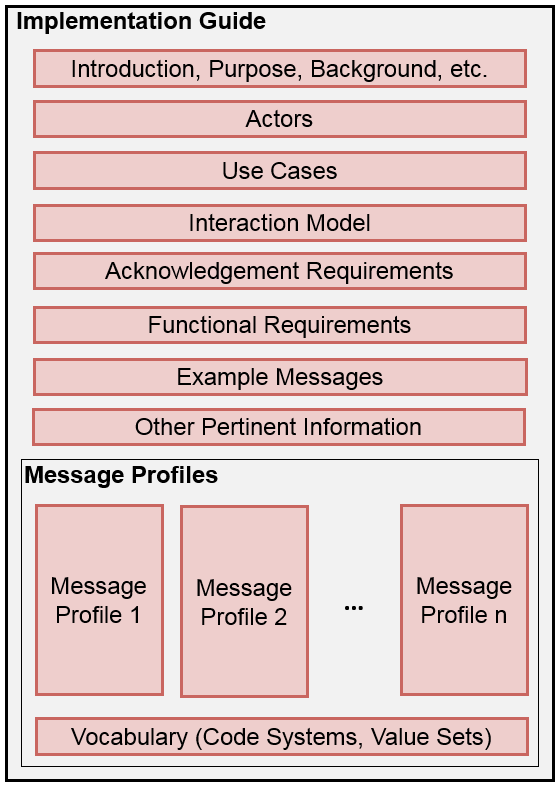 Implementation Guide
Introduction, Purpose, Background, etc.
Actors
Use Cases
Interaction Model
Acknowledgement Requirements
Functional Requirements
Example Messages
Other Pertinent Information
Message Profiles
Message
Profile 1
Message
Profile 2
...
Message
Profile n
Vocabulary (Code Systems, Value Sets)